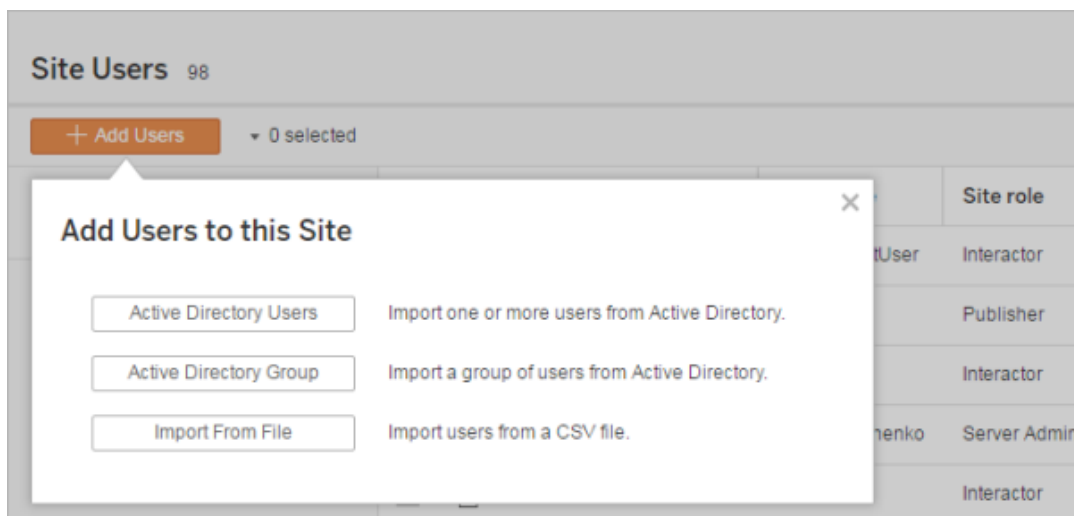 Site Users 98
+ Add Users 0 selected
Site role
Add Users to this Site
tUser Interactor
Active Directory Users Import one or more users from Active Directory.
Publisher
Active Directory Group Import a group of users from Active Directory.
Interactor
Import From File Import users from a CSV file.
henko Server Admin
Interactor